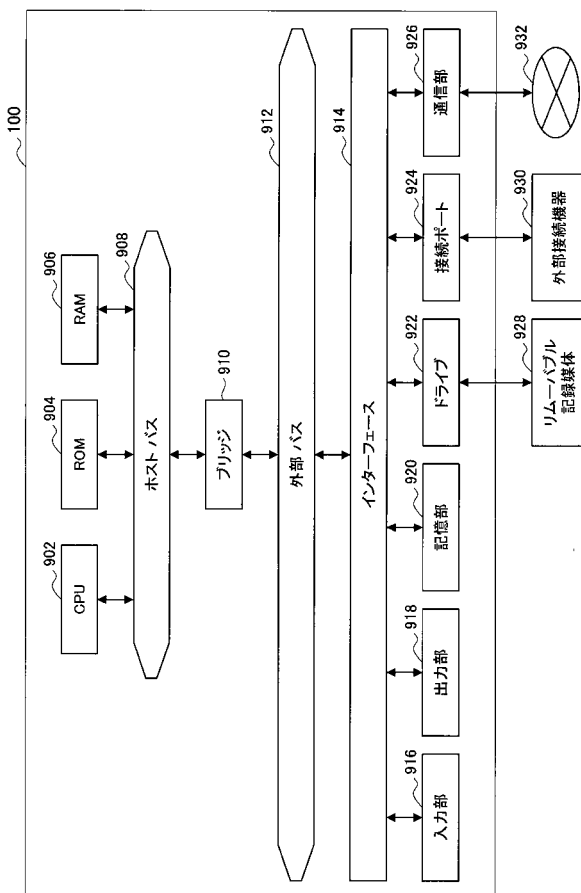 100
902
CPU
904
ROM
906
RAM
908
ホスト バス
910
ブリッジ
912
外部 バス
914
インターフェース
916
入力部
918
出力部
920
記憶部
922
ドライブ
924
接続ポート
926
通信部
928
リムーバブル
記録媒体
930
外部接続機器
932